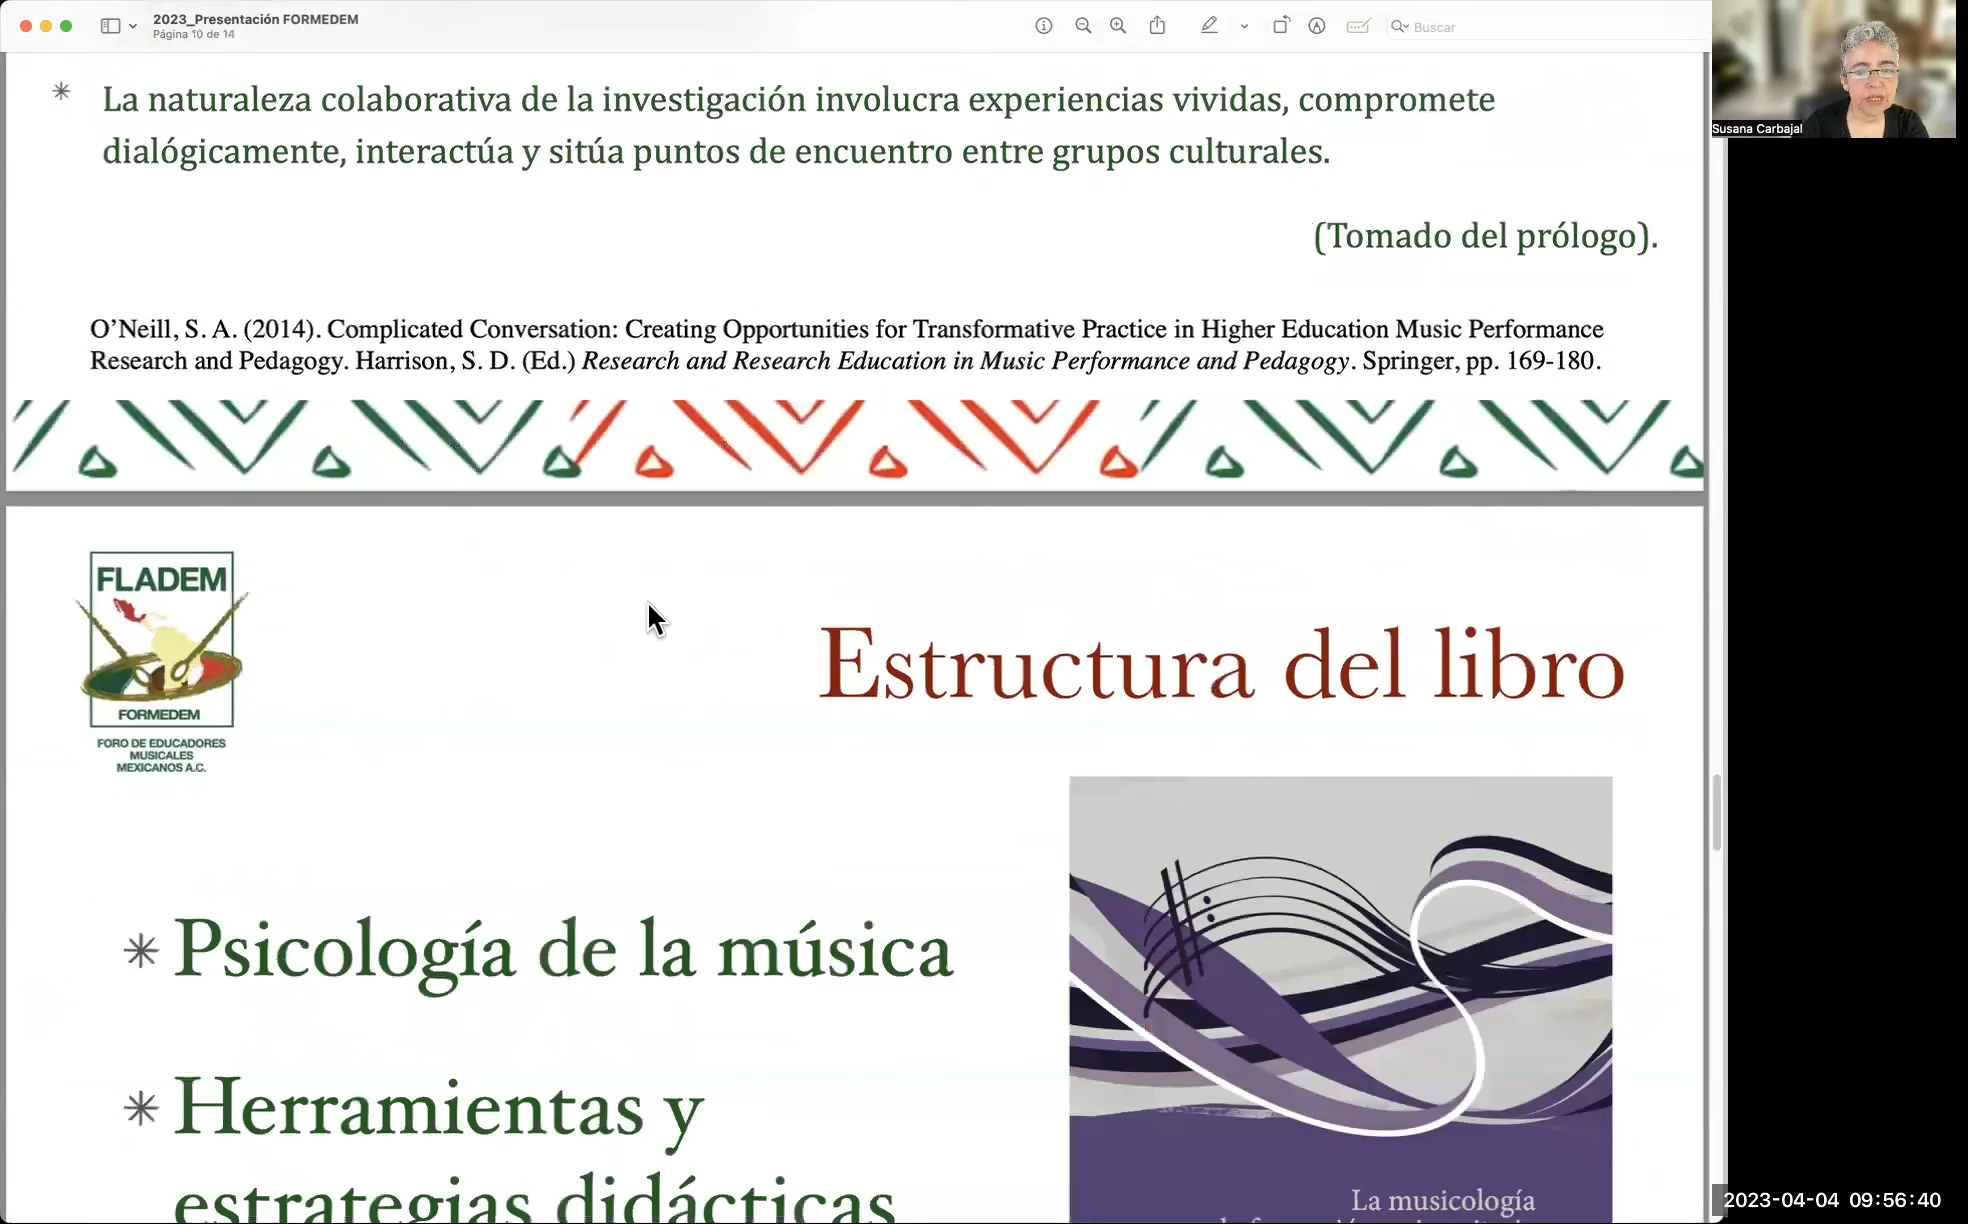 2023_Presentación FORMEDEM
Página 10 de 14
Buscar
Susana Carbajal
La naturaleza colaborativa de la investigación involucra experiencias vividas, compromete
dialógicamente, interactúa y sitúa puntos de encuentro entre grupos culturales.
(Tomado del prólogo).
O’Neill, S. A. (2014). Complicated Conversation: Creating Opportunities for Transformative Practice in Higher Education Music Performance
Research and Pedagogy. Harrison, S. D. (Ed.) Research and Research Education in Music Performance and Pedagogy. Springer, pp. 169-180.
FLADEM
FORMEDEM
FORO DE EDUCADORES
MUSICALES
MEXICANOS A.C.
Estructura del libro
Psicología de la música
Herramientas y
estrategias didácticas
La musicología
2023-04-04 09:56:40